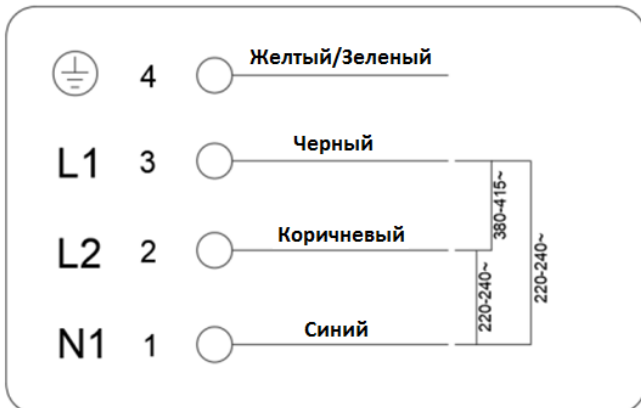 4 Желтый/Зеленый
L1 3 Черный
L2 2 Коричневый
N1 1 Синий
380-415~
220-240~
220-240~